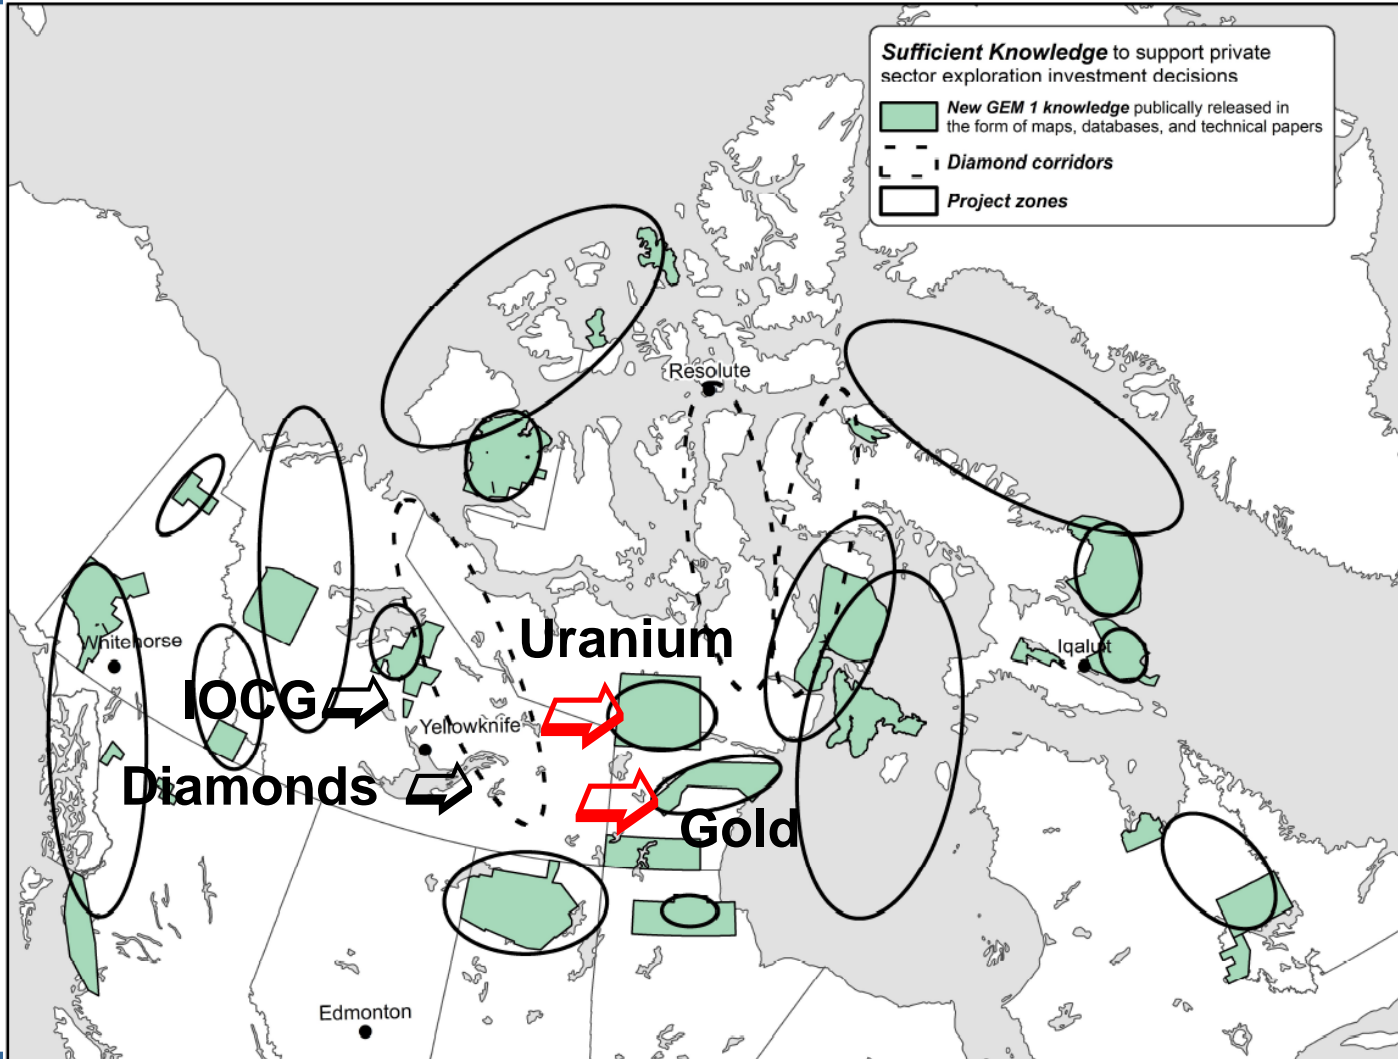 Sufficient Knowledge to support private
sector exploration investment decisions
New GEM 1 knowledge publically released in
the form of maps, databases, and technical papers
Diamond corridors
Project zones
Resolute
Whitehorse
Uranium
Iqaluit
IOCG
Yellowknife
Diamonds
Gold
Edmonton